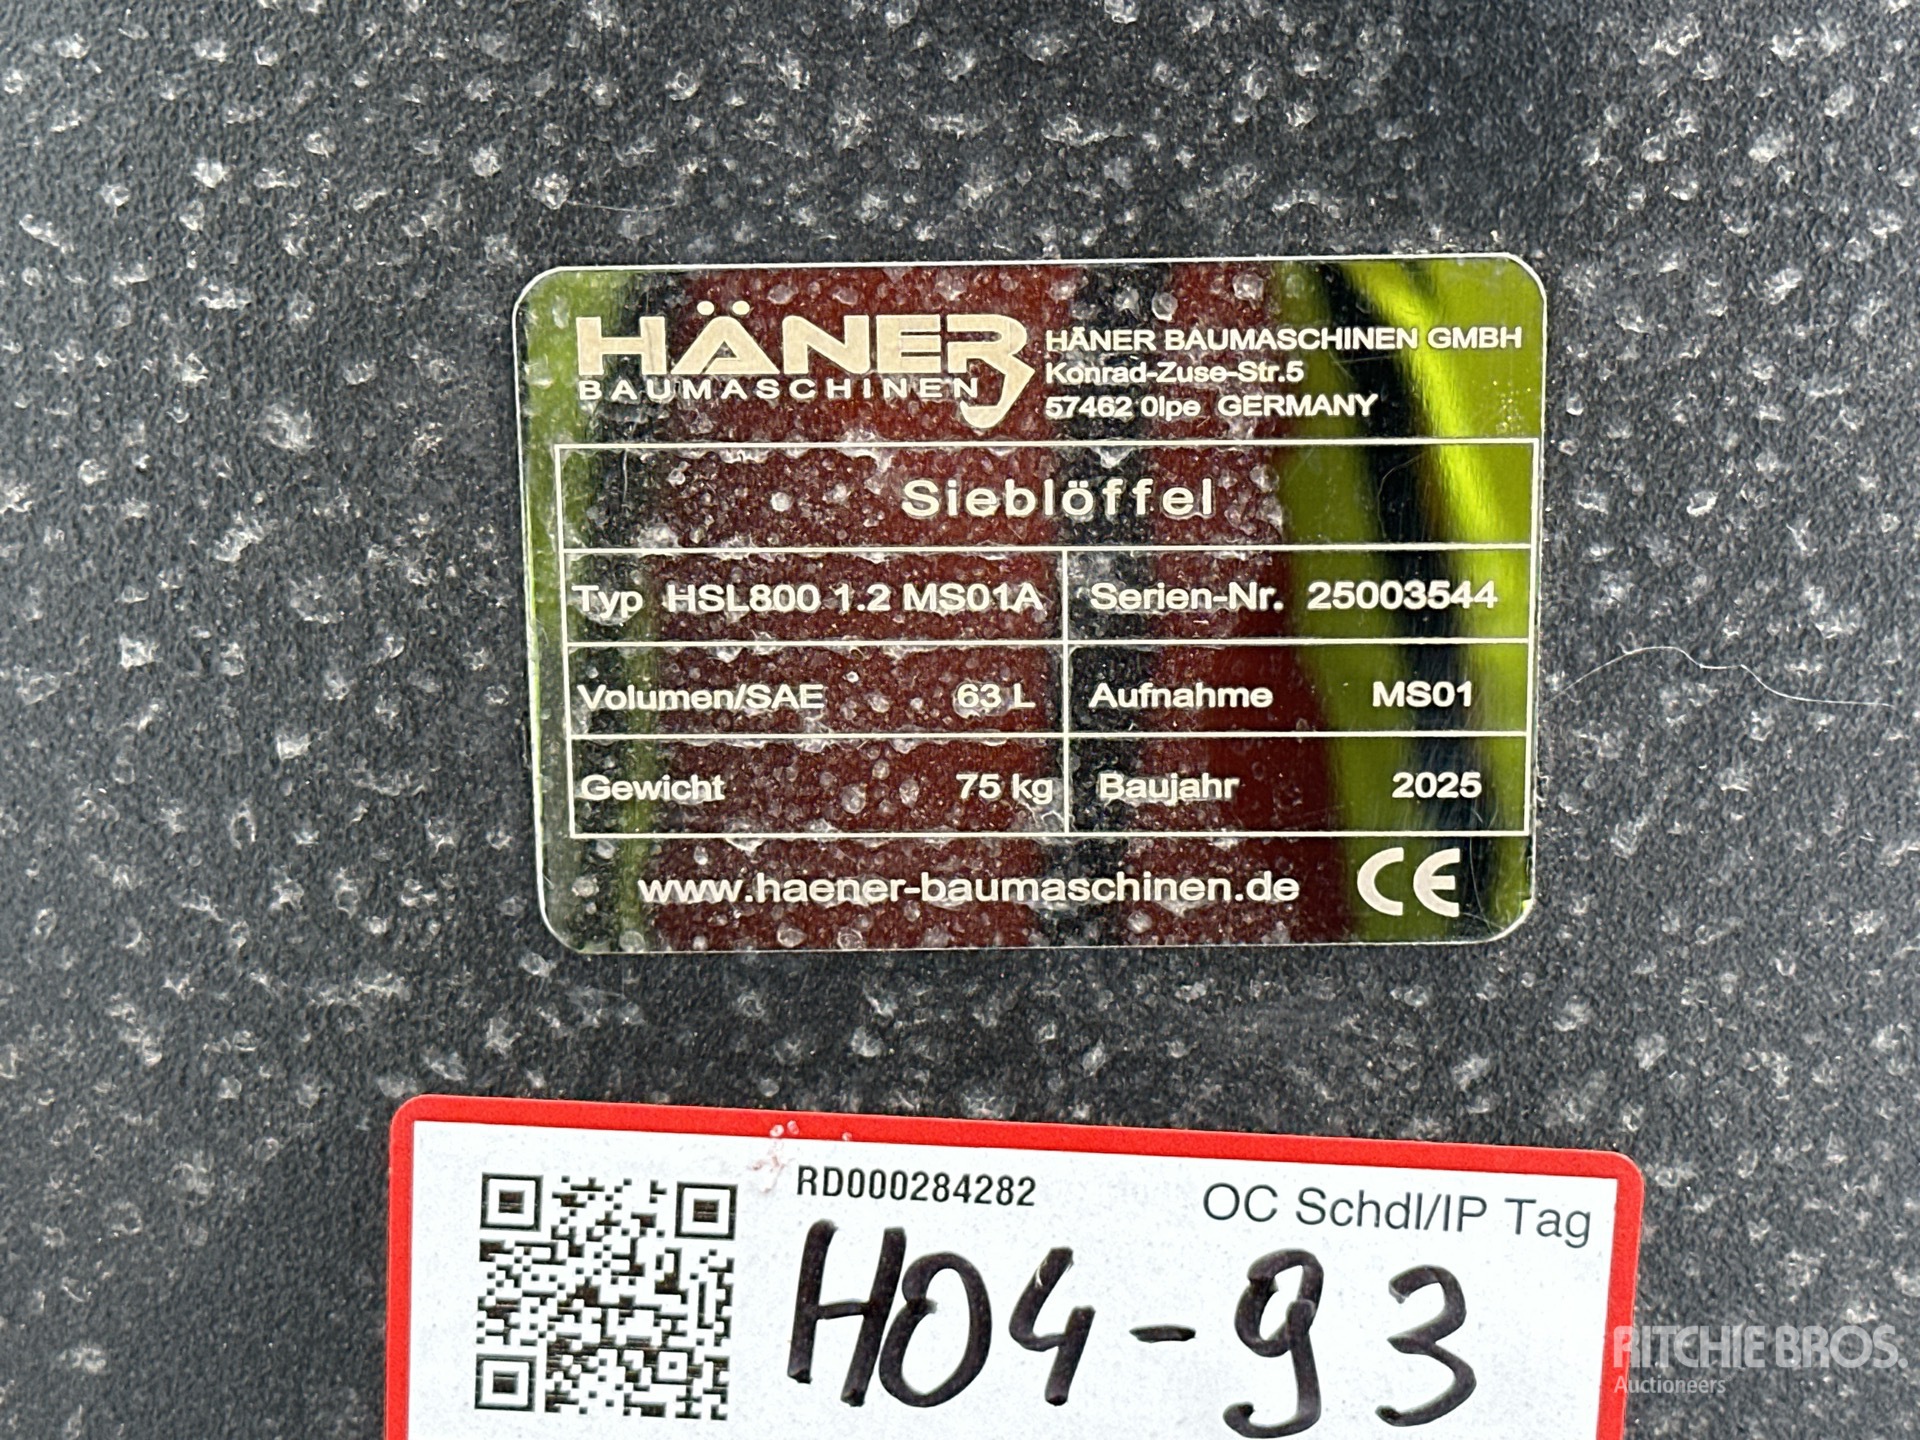 HÄNER
BAUMASCHINEN
HÄNER BAUMASCHINEN GMBH
Konrad-Zuse-Str.5
57462 Olpe GERMANY
Sieblöffel
Typ HSL800 1.2 MS01A
Serien-Nr. 25003544
Volumen/SAE 63 L
Aufnahme MS01
Gewicht 75 kg
Baujahr 2025
www.haener-baumaschinen.de CE
RD000284282
OC Schdl/IP Tag
H04-93
RITCHIE BROS.
Auctioneers